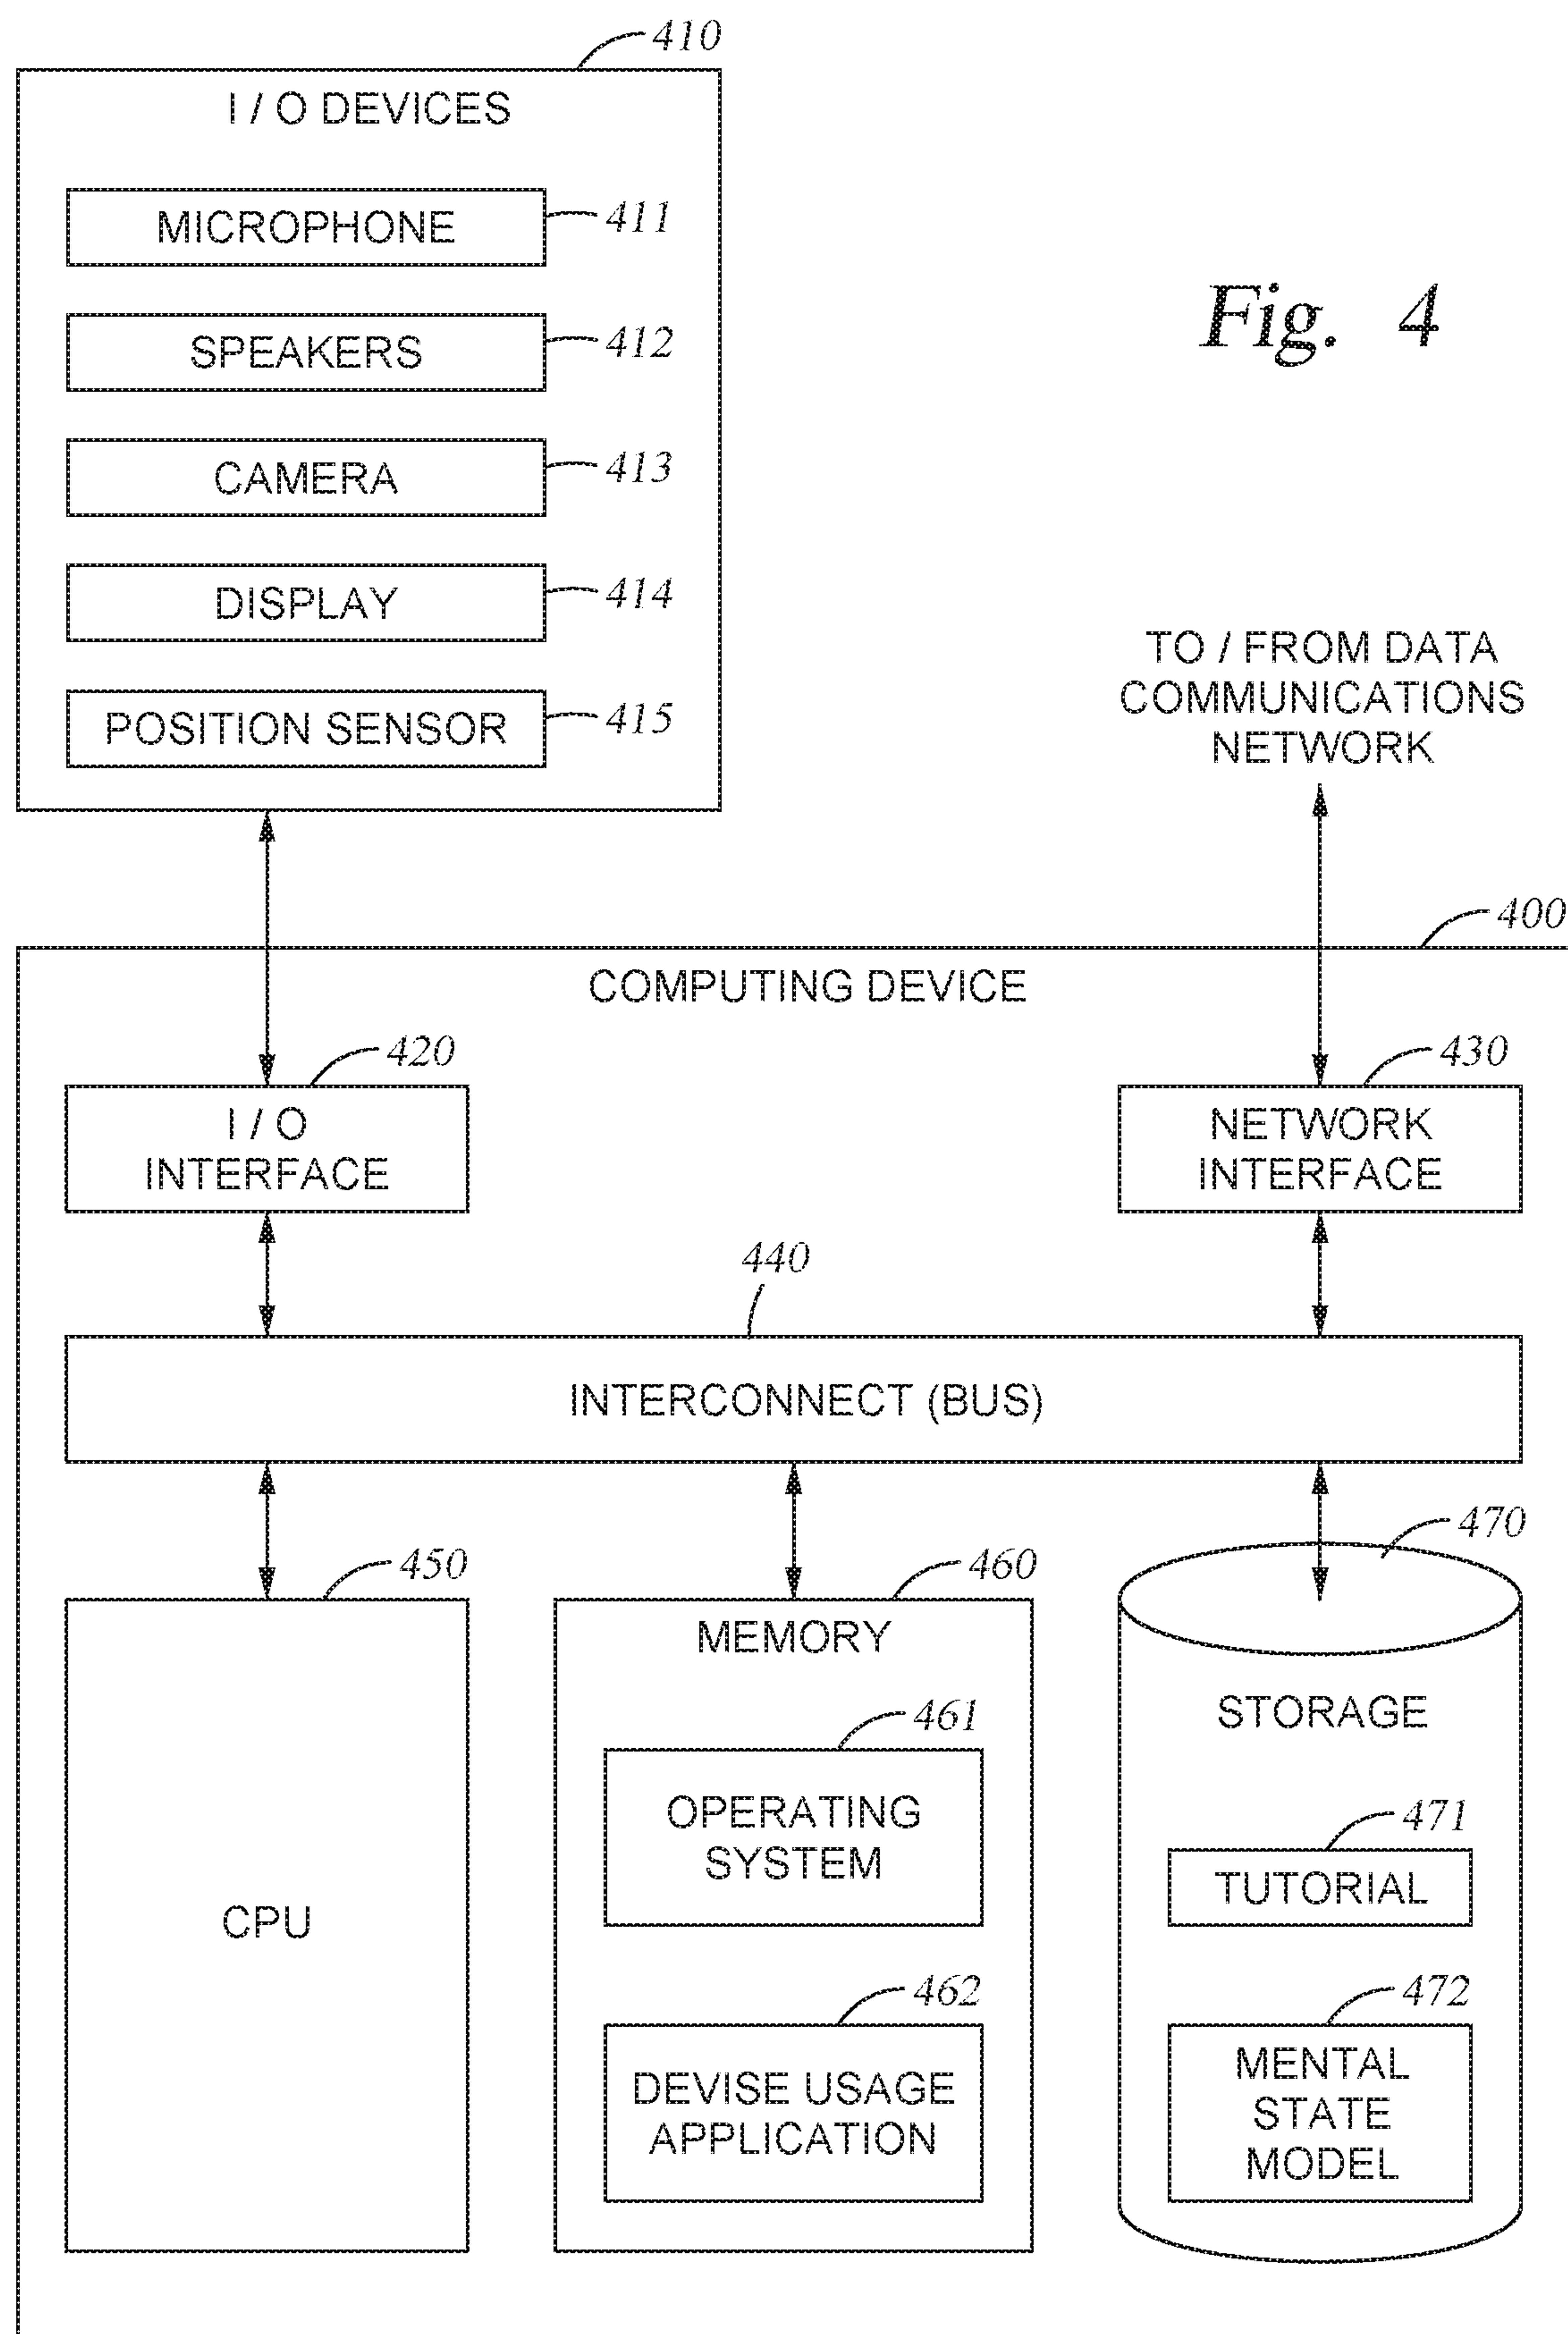 410
I / O DEVICES
MICROPHONE
411
SPEAKERS
412
CAMERA
413
DISPLAY
414
POSITION SENSOR
415
Fig. 4
TO / FROM DATA
COMMUNICATIONS
NETWORK
400
COMPUTING DEVICE
420
I / O
INTERFACE
430
NETWORK
INTERFACE
440
INTERCONNECT (BUS)
450
CPU
460
MEMORY
461
OPERATING
SYSTEM
462
DEVISE USAGE
APPLICATION
470
STORAGE
471
TUTORIAL
472
MENTAL
STATE
MODEL